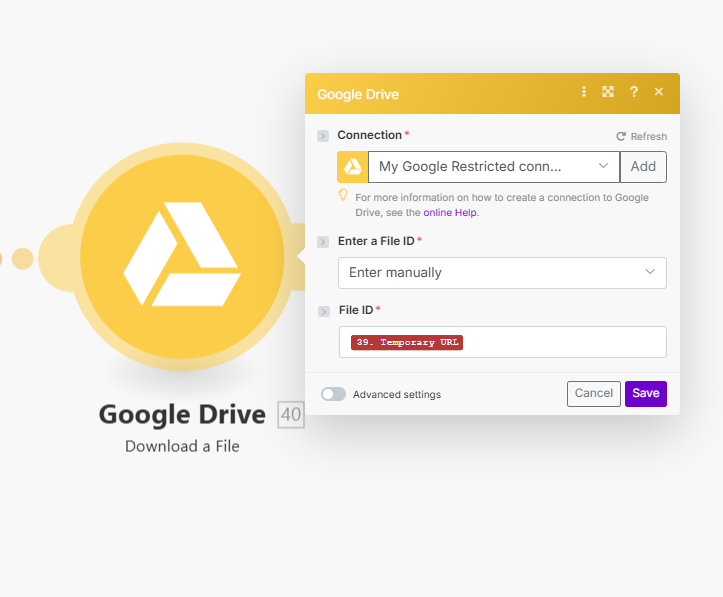 Google Drive
?
Connection *
Refresh
My Google Restricted conn...
Add
For more information on how to create a connection to Google
Drive, see the online Help.
Enter a File ID *
Enter manually
File ID *
39. Temporary URL
Advanced settings
Cancel
Save
Google Drive 40
Download a File